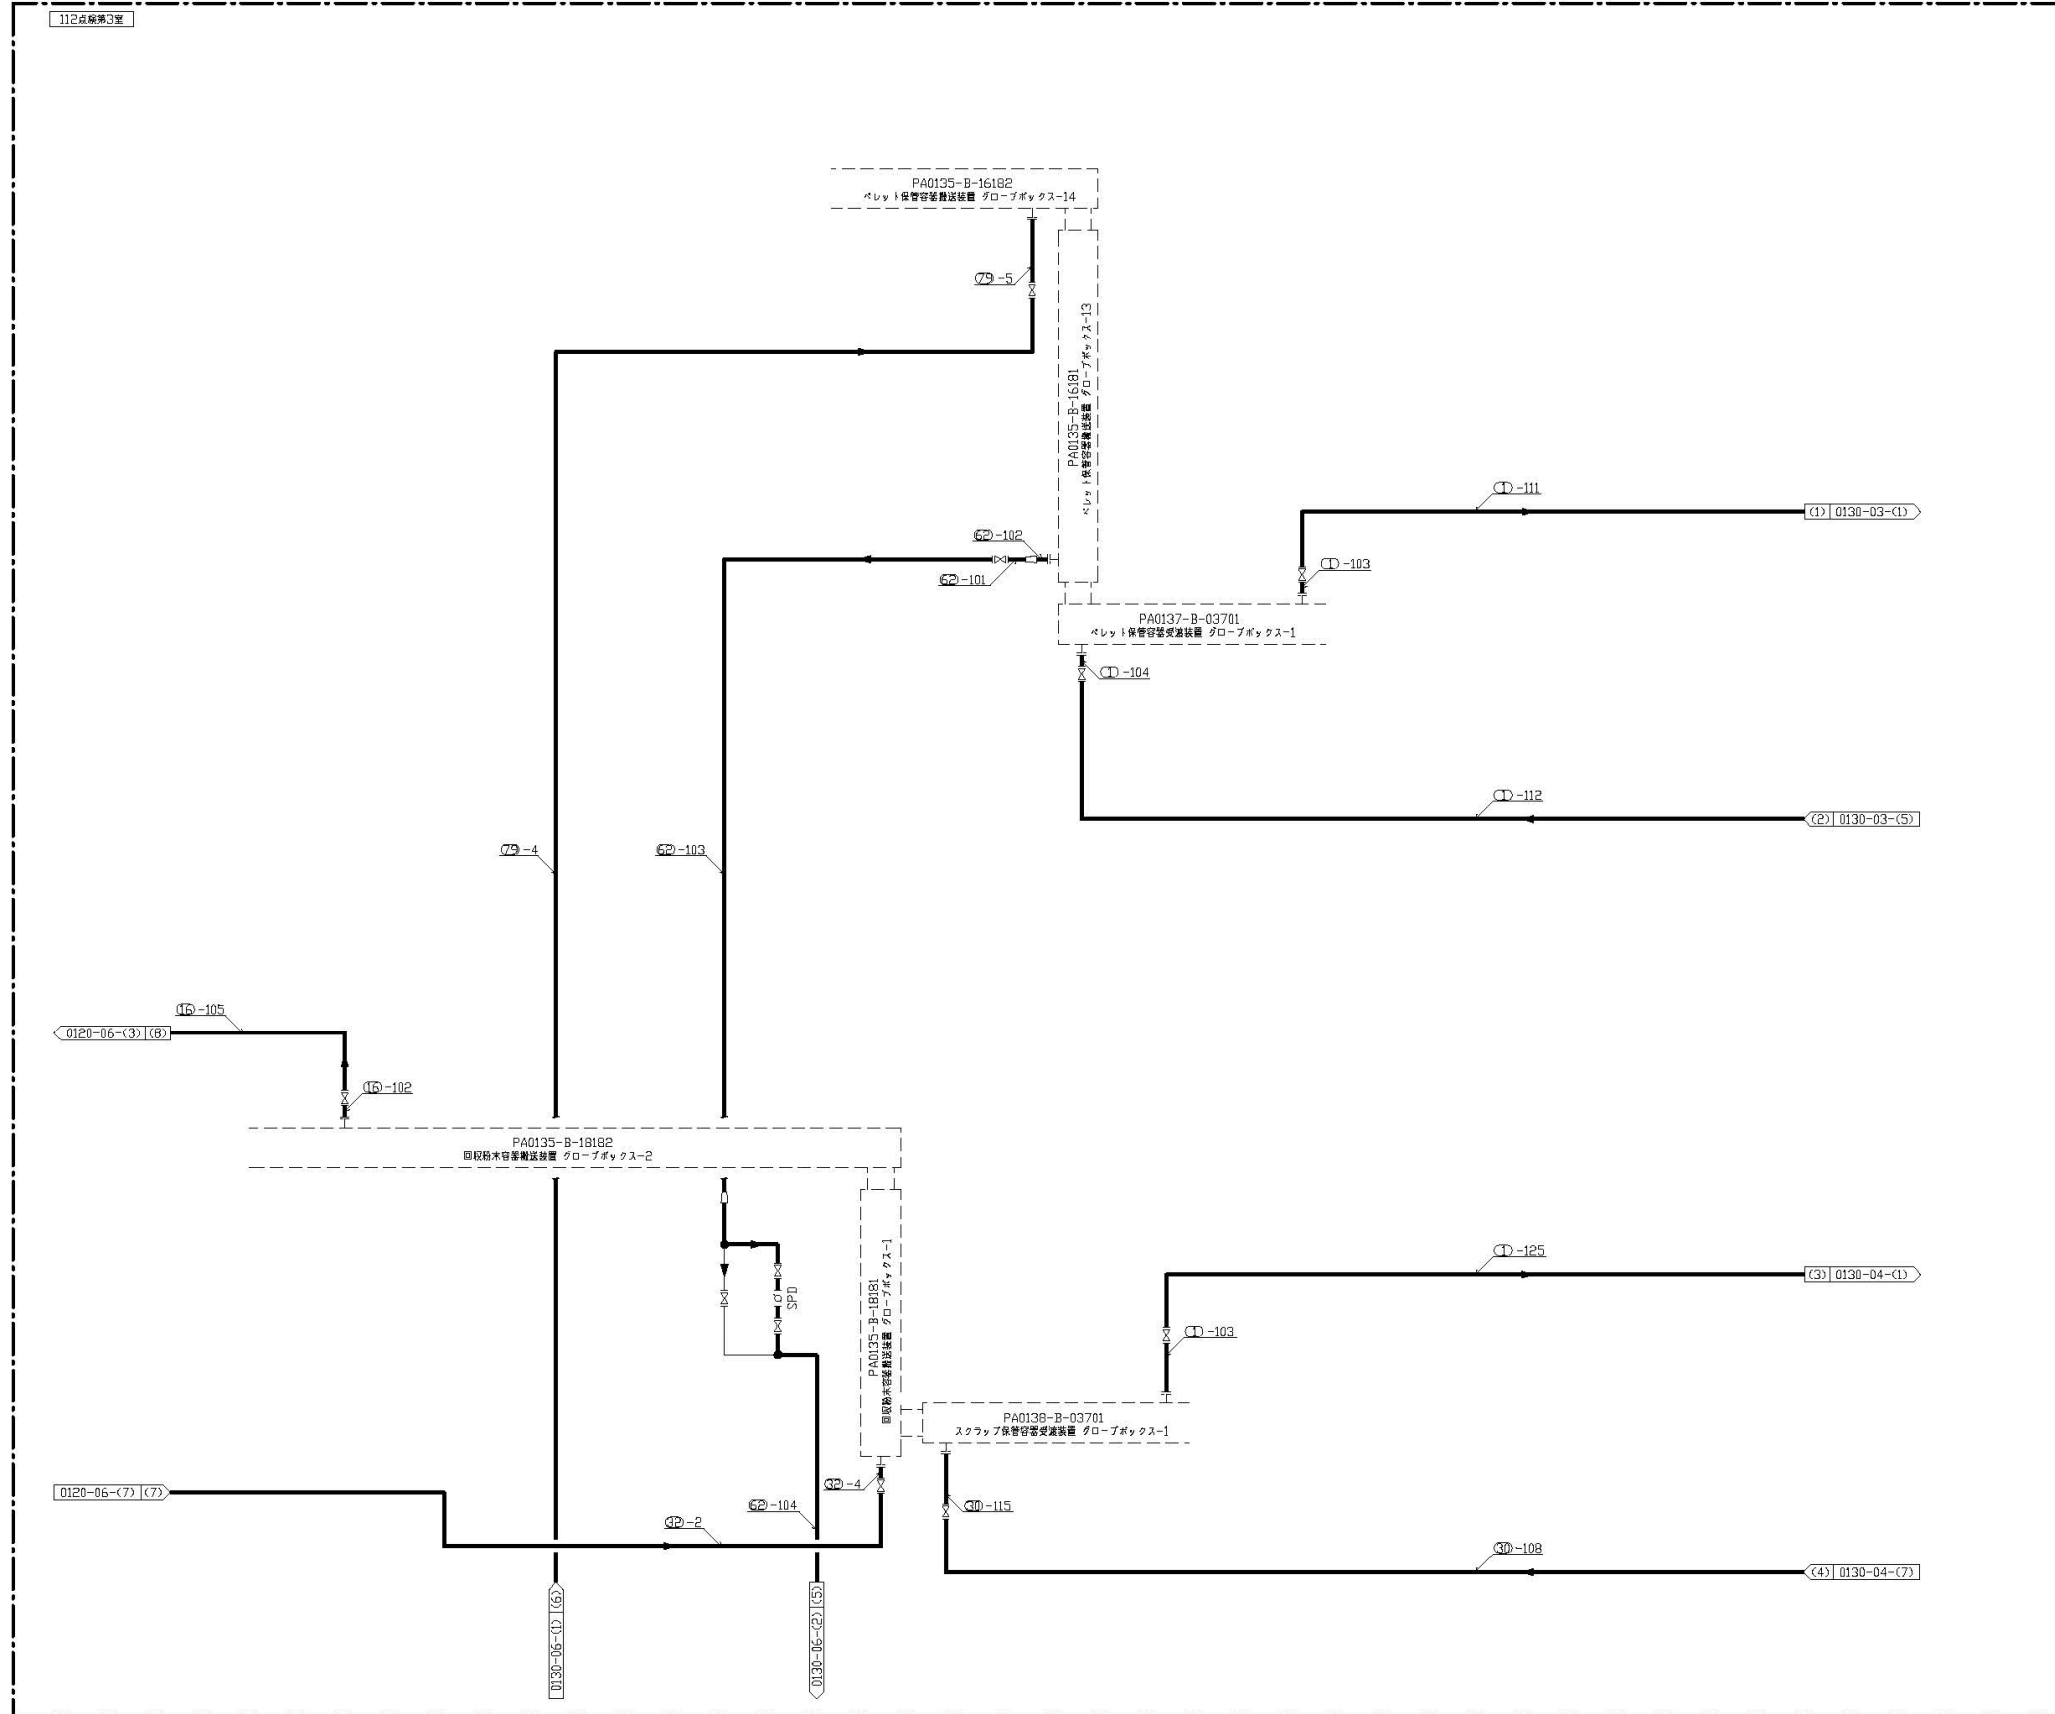 112点検第3室
PA0135-B-16182
ペレット保管容器搬送装置 グローブボックス-14
79 -5
PA0135-B-16181
ペレット保管容器搬送装置 グローブボックス-13
1 -111
(1) 0130-03-(1)
62 -102
62 -101
1 -103
PA0137-B-03701
ペレット保管容器受渡装置 グローブボックス-1
1 -104
1 -112
(2) 0130-03-(5)
79 -4
62 -103
16 -105
0120-06-(3) (8)
16 -102
PA0135-B-18182
回収粉末容器搬送装置 グローブボックス-2
1 -125
(3) 0130-04-(1)
SPD
PA0135-B-18181
回収粉末容器搬送装置 グローブボックス-1
1 -103
PA0138-B-03701
スクラップ保管容器受渡装置 グローブボックス-1
32 -4
0120-06-(7) (7)
62 -104
30 -115
32 -2
30 -108
(4) 0130-04-(7)
0130-06-(1) (6)
0130-06-(2) (5)